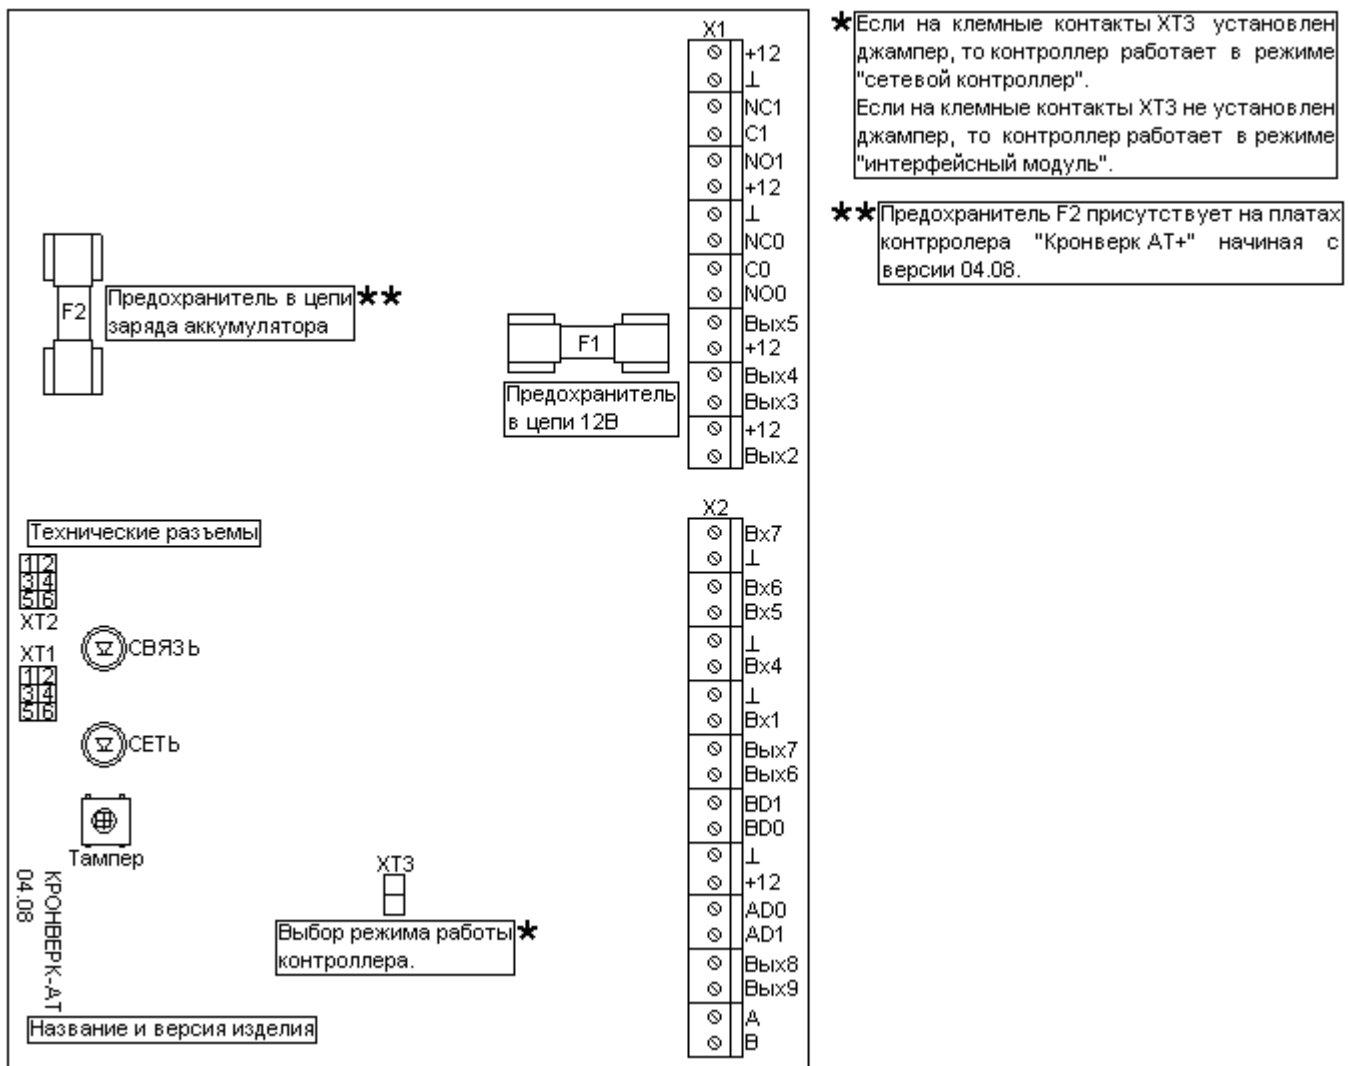 X1
+12
⊥
NC1
C1
NO1
+12
⊥
NC0
C0
NO0
Вых5
+12
Вых4
Вых3
+12
Вых2
F2
Предохранитель в цепи ★★
заряда аккумулятора
F1
Предохранитель
в цепи 12В
X2
Вх7
⊥
Вх6
Вх5
⊥
Вх4
⊥
Вх1
Вых7
Вых6
BD1
BD0
⊥
+12
AD0
AD1
Вых8
Вых9
A
B
Технические разъемы
1 2
3 4
5 6
XT2
XT1
1 2
3 4
5 6
СВЯЗЬ
СЕТЬ
Тампер
КРОНВЕРК-АТ
04.08
XT3
Выбор режима работы ★
контроллера.
Название и версия изделия
★ Если на клемные контакты XT3 установлен
джампер, то контроллер работает в режиме
"сетевой контроллер".
Если на клемные контакты XT3 не установлен
джампер, то контроллер работает в режиме
"интерфейсный модуль".
★★ Предохранитель F2 присутствует на платах
контрролера "Кронверк АТ+" начиная с
версии 04.08.